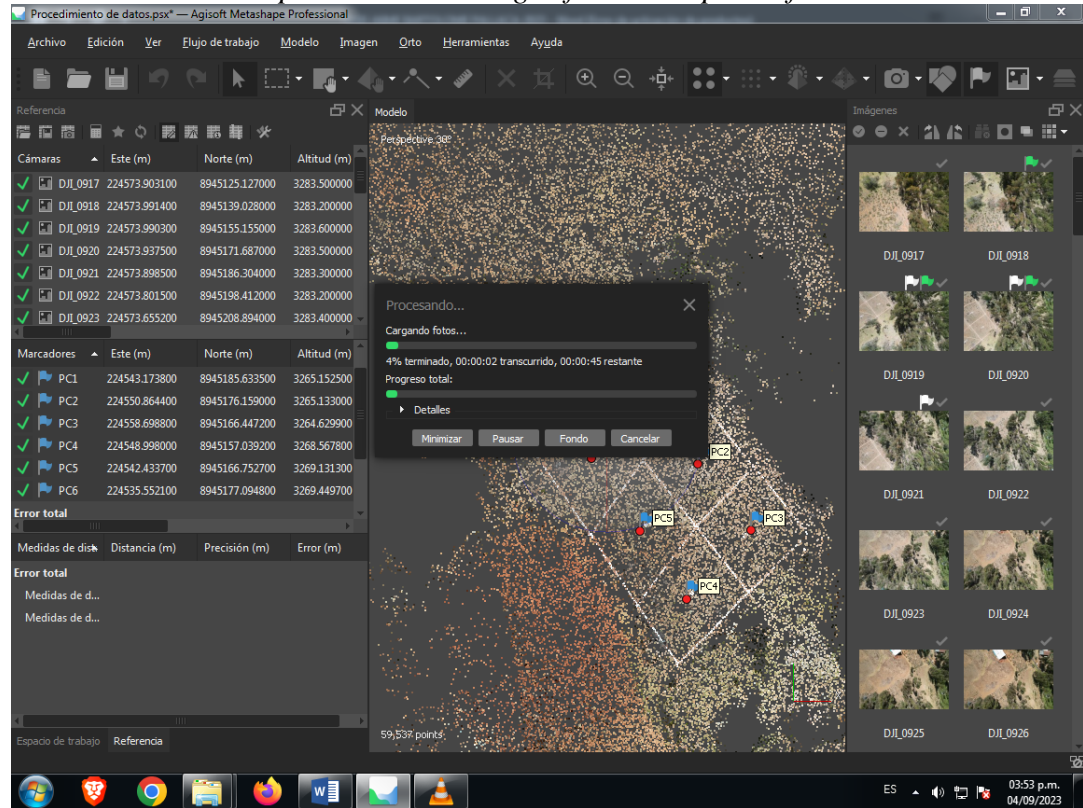 Procedimiento de datos.psx* — Agisoft Metashape Professional
Archivo Edición Ver Flujo de trabajo Modelo Imagen Orto Herramientas Ayuda
Referencia
Cámaras Este (m) Norte (m) Altitud (m)
DJI_0917 224573.903100 8945125.127000 3283.500000
DJI_0918 224573.991400 8945139.028000 3283.200000
DJI_0919 224573.990300 8945155.155000 3283.600000
DJI_0920 224573.937500 8945171.687000 3283.500000
DJI_0921 224573.898500 8945186.304000 3283.300000
DJI_0922 224573.801500 8945198.412000 3283.200000
DJI_0923 224573.655200 8945208.894000 3283.400000
Marcadores Este (m) Norte (m) Altitud (m)
PC1 224543.173800 8945185.633500 3265.152500
PC2 224550.864400 8945176.159000 3265.133000
PC3 224558.698800 8945166.447200 3264.629900
PC4 224548.998000 8945157.039200 3268.567800
PC5 224542.433700 8945166.752700 3269.131300
PC6 224535.552100 8945177.094800 3269.449700
Error total
Medidas de dista Distancia (m) Precisión (m) Error (m)
Error total
Medidas de d...
Medidas de d...
Espacio de trabajo Referencia
Modelo
Perspective 30°
Procesando...
Cargando fotos...
4% terminado, 00:00:02 transcurrido, 00:00:45 restante
Progreso total:
Detalles
Minimizar Pausar Fondo Cancelar
PC2
PC5 PC3
PC4
59,537 points
Imágenes
DJI_0917 DJI_0918
DJI_0919 DJI_0920
DJI_0921 DJI_0922
DJI_0923 DJI_0924
DJI_0925 DJI_0926
ES 03:53 p.m.
04/09/2023